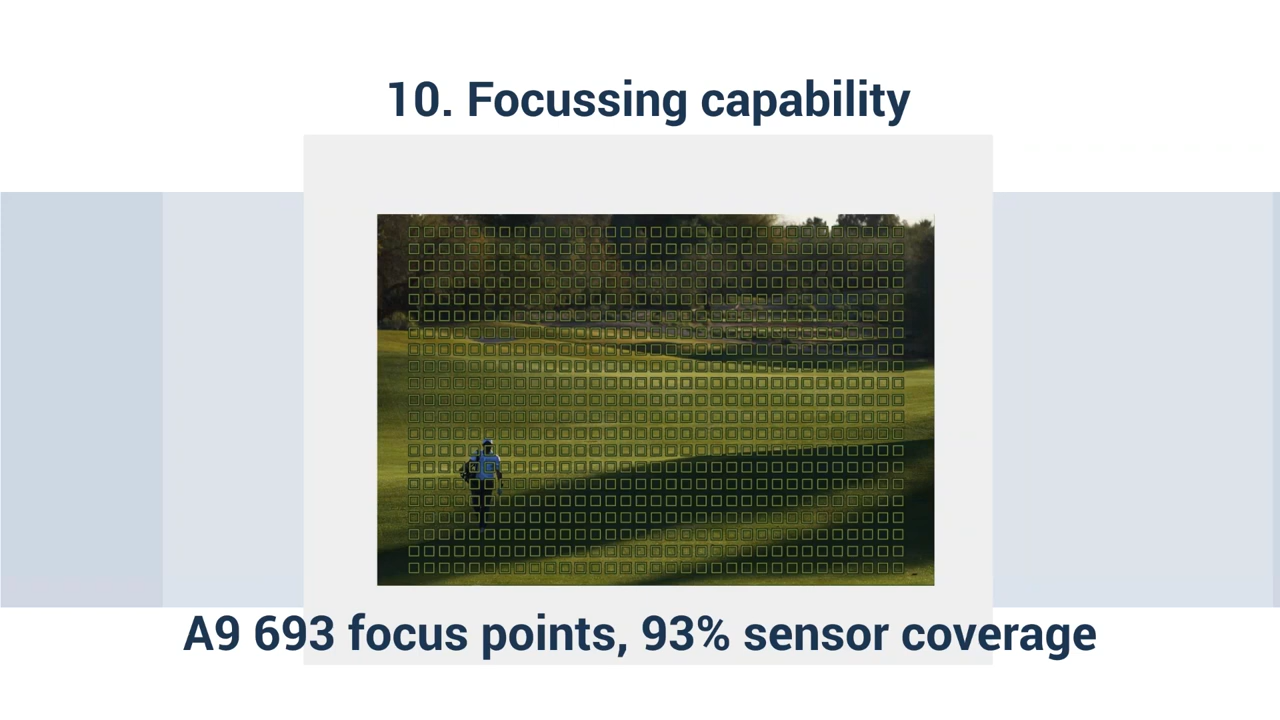 10. Focussing capability
A9 693 focus points, 93% sensor coverage